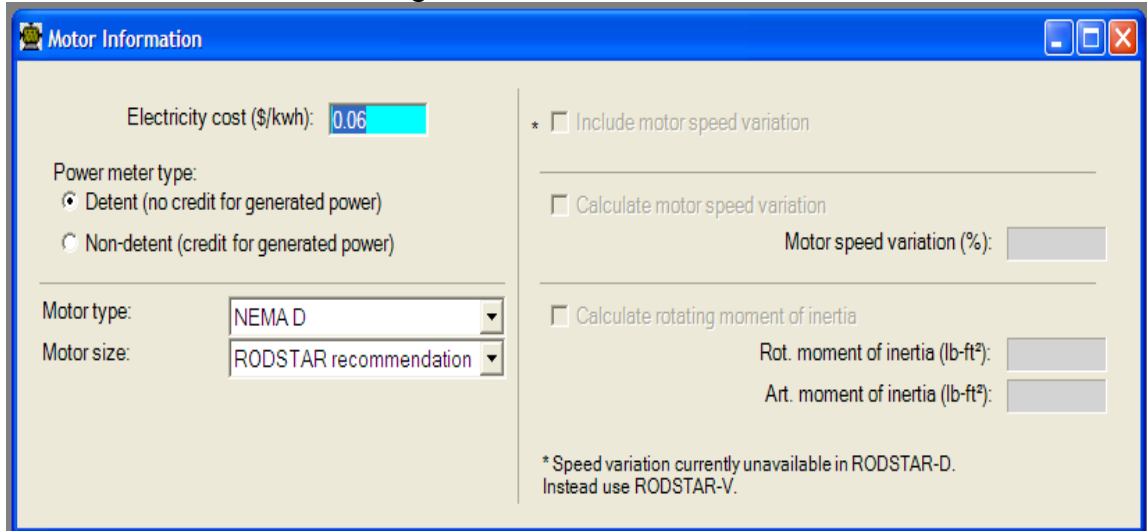 Motor Information
Electricity cost ($/kwh): 0.06
Power meter type:
Detent (no credit for generated power)
Non-detent (credit for generated power)
Motor type: NEMA D
Motor size: RODSTAR recommendation
* Include motor speed variation
Calculate motor speed variation
Motor speed variation (%):
Calculate rotating moment of inertia
Rot. moment of inertia (lb-ft²):
Art. moment of inertia (lb-ft²):
* Speed variation currently unavailable in RODSTAR-D.
Instead use RODSTAR-V.